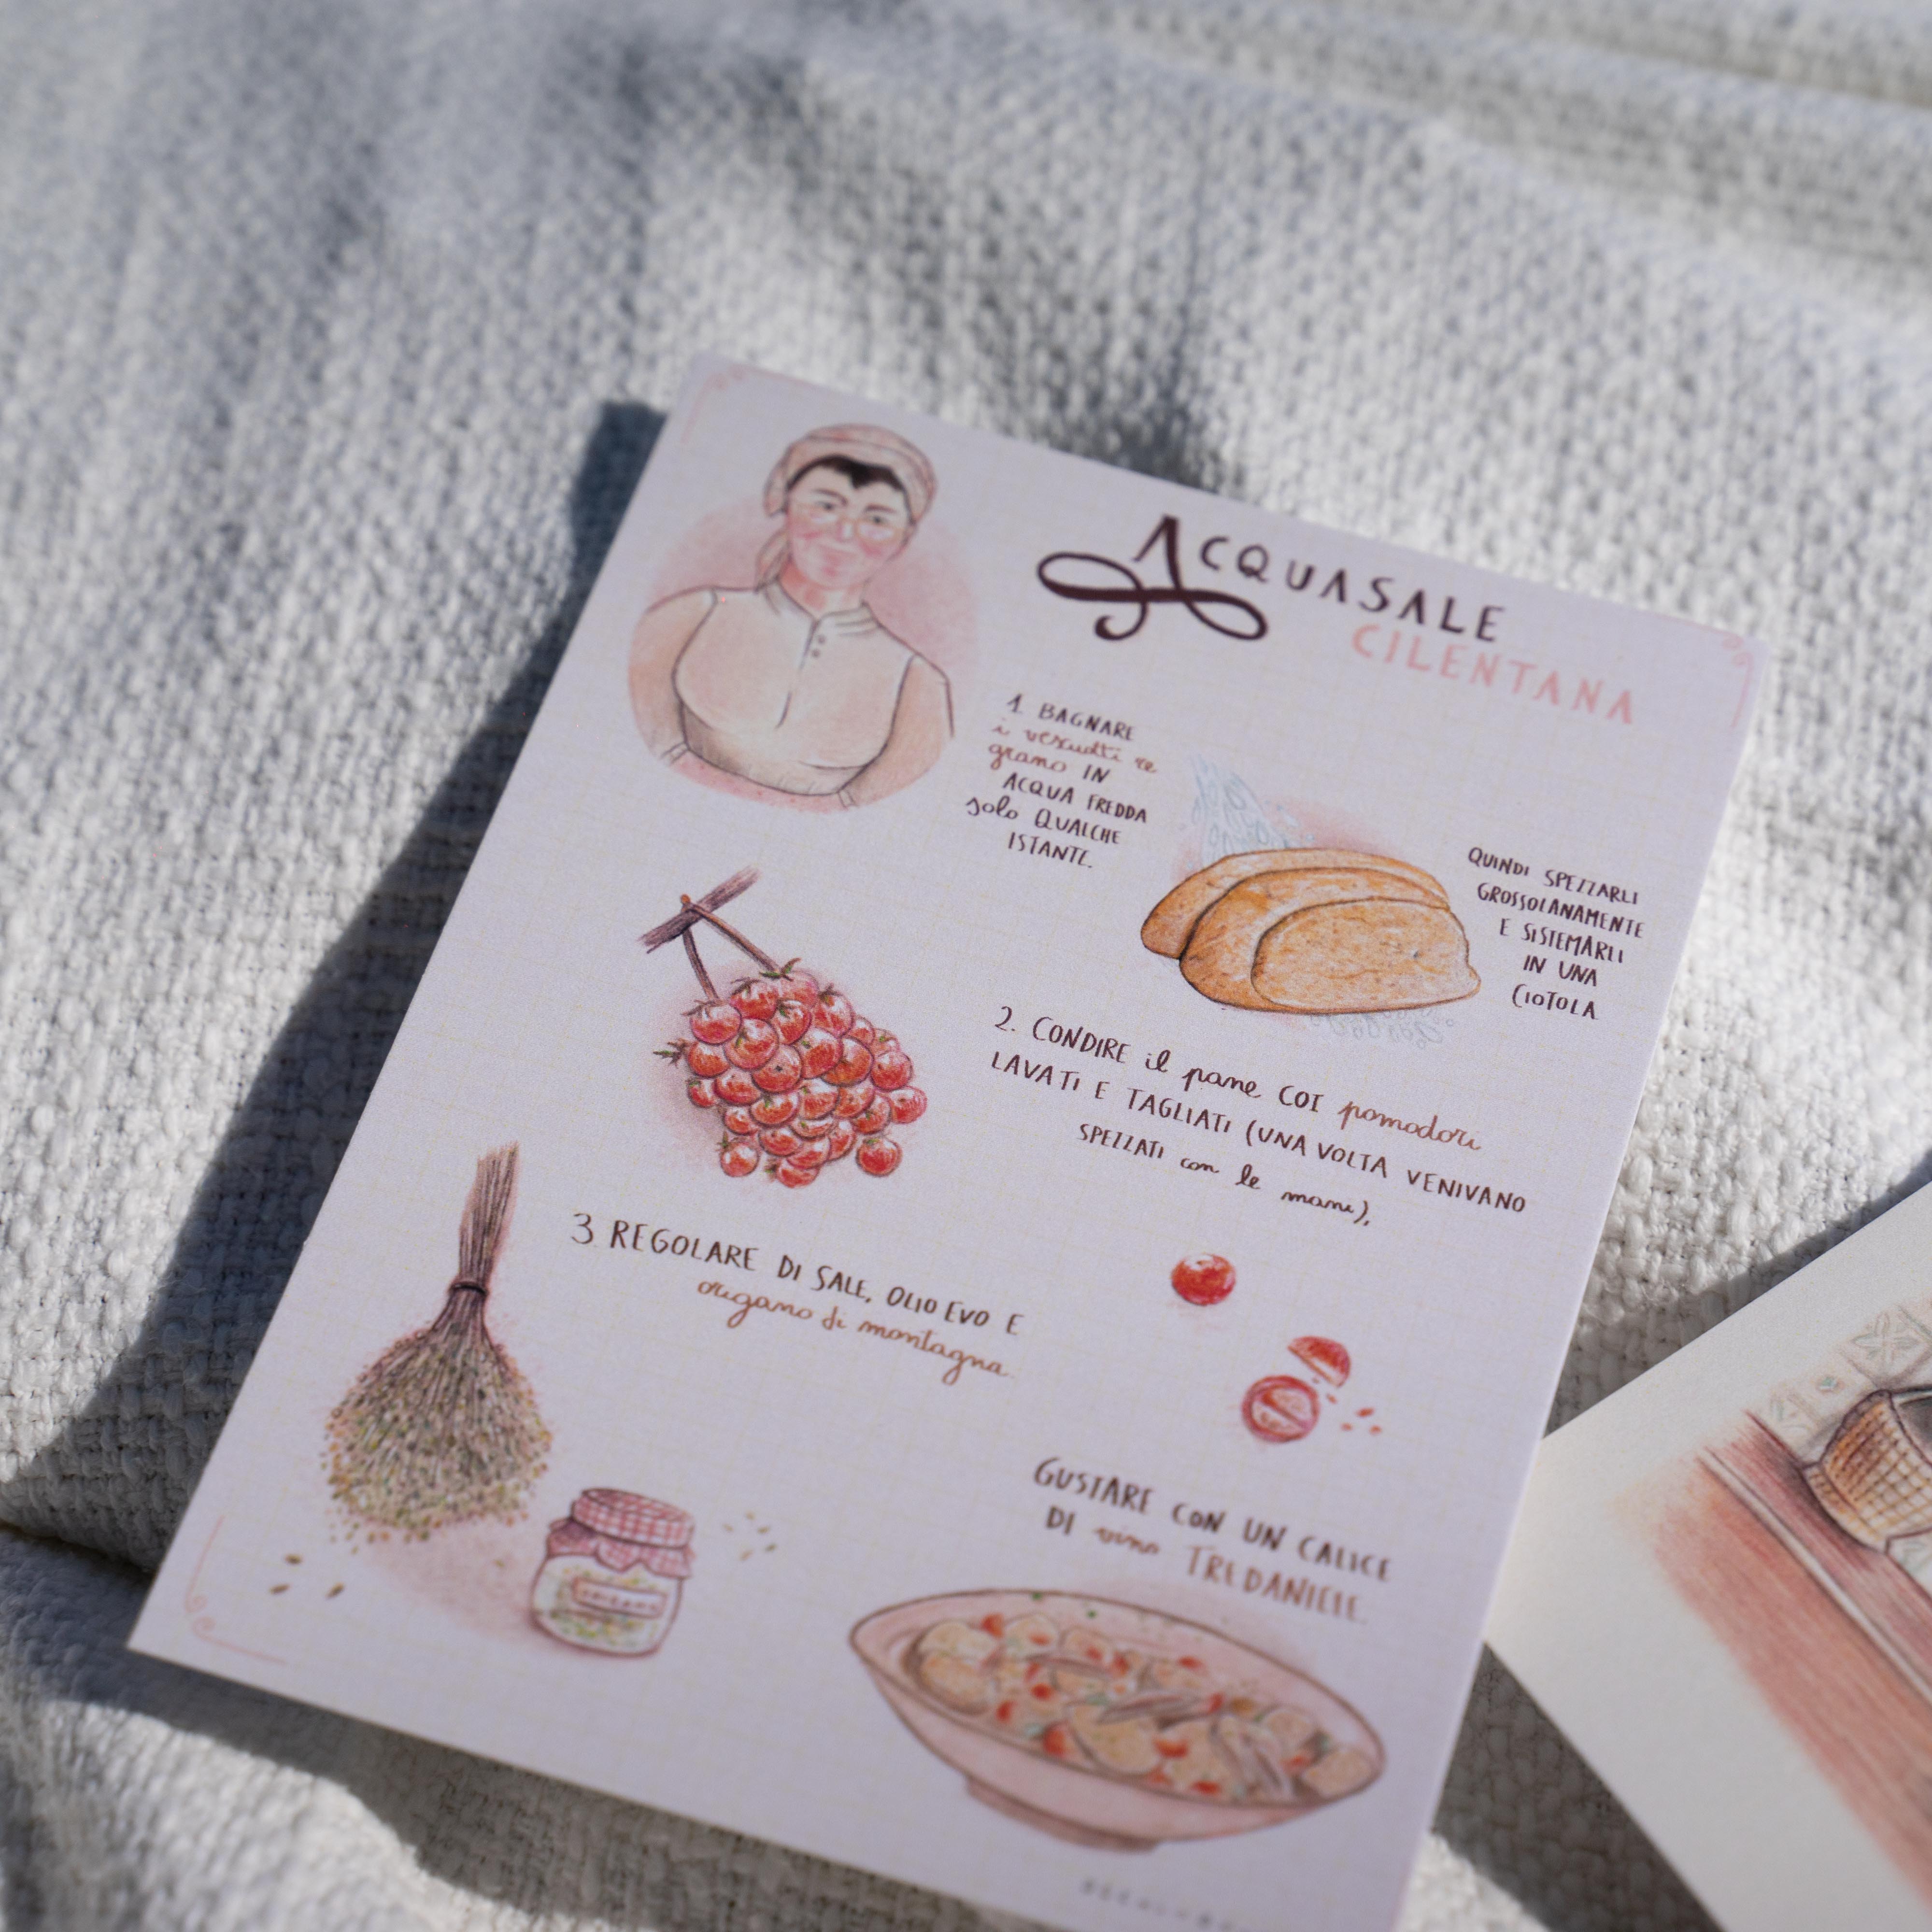 ACQUASALE
CILENTANA
1. BAGNARE
i vescuotti re
grano IN
ACQUA FREDDA
solo QUALCHE
ISTANTE.
QUINDI SPEZZARLI
GROSSOLANAMENTE
E SISTEMARLI
IN UNA
CIOTOLA
2. CONDIRE il pane COI pomodori
LAVATI E TAGLIATI (UNA VOLTA VENIVANO
SPEZZATI con le mani),
3 REGOLARE DI SALE, OLIO EVO E
origano di montagna.
GUSTARE CON UN CALICE
DI vino TREDANIELE.